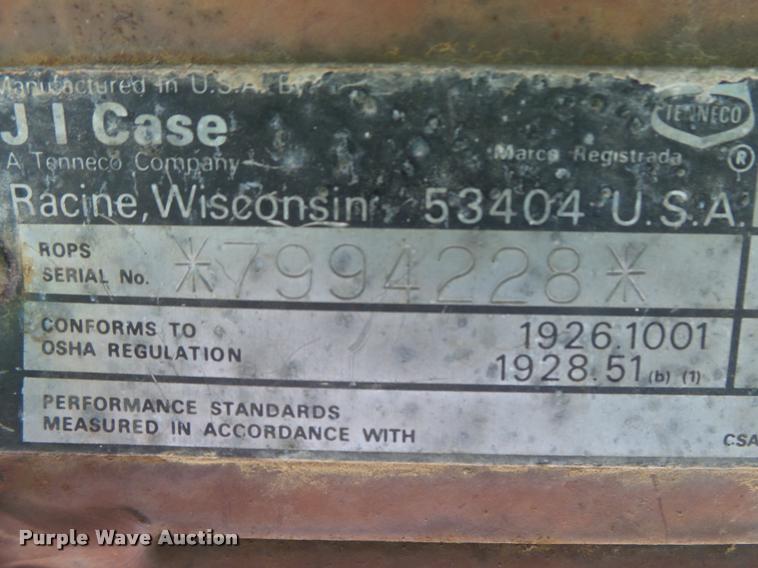 Manufactured in U.S.A. By
J I Case
TENNECO
A Tenneco Company
Marca Registrada ®
Racine, Wisconsin 53404 U.S.A.
ROPS
SERIAL No. *7994228*
CONFORMS TO 1926.1001
OSHA REGULATION 1928.51 (b) (1)
PERFORMANCE STANDARDS
MEASURED IN ACCORDANCE WITH CSA
Purple Wave Auction